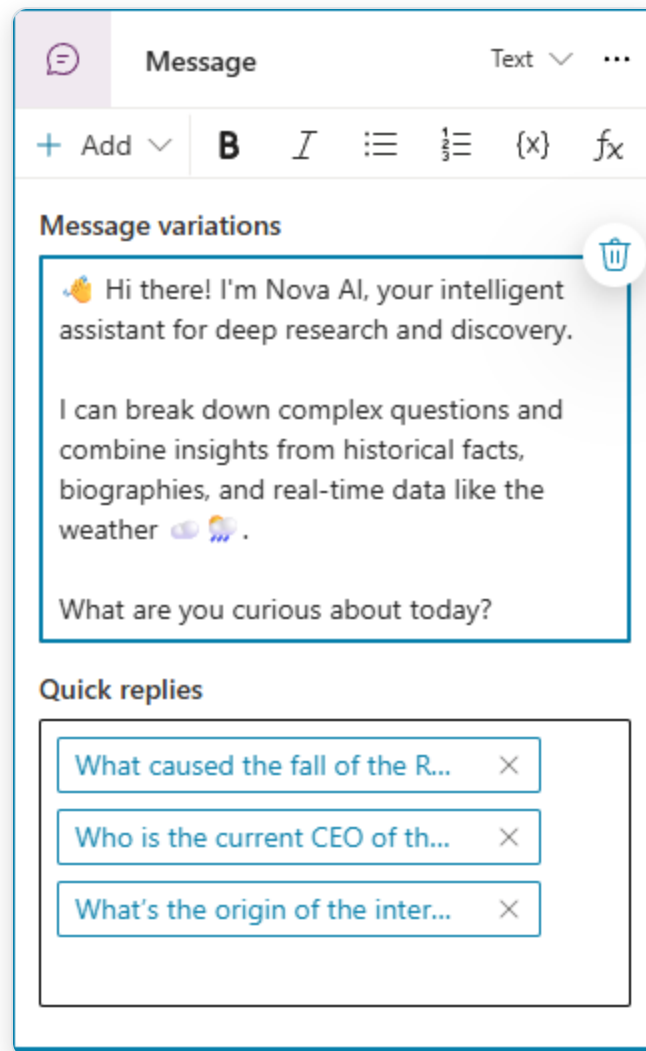 Message
Text
Add
B
I
{x}
fx
Message variations
👋 Hi there! I'm Nova AI, your intelligent
assistant for deep research and discovery.
I can break down complex questions and
combine insights from historical facts,
biographies, and real-time data like the
weather ☁️ 🌦️ .
What are you curious about today?
Quick replies
What caused the fall of the R...
Who is the current CEO of th...
What's the origin of the inter...